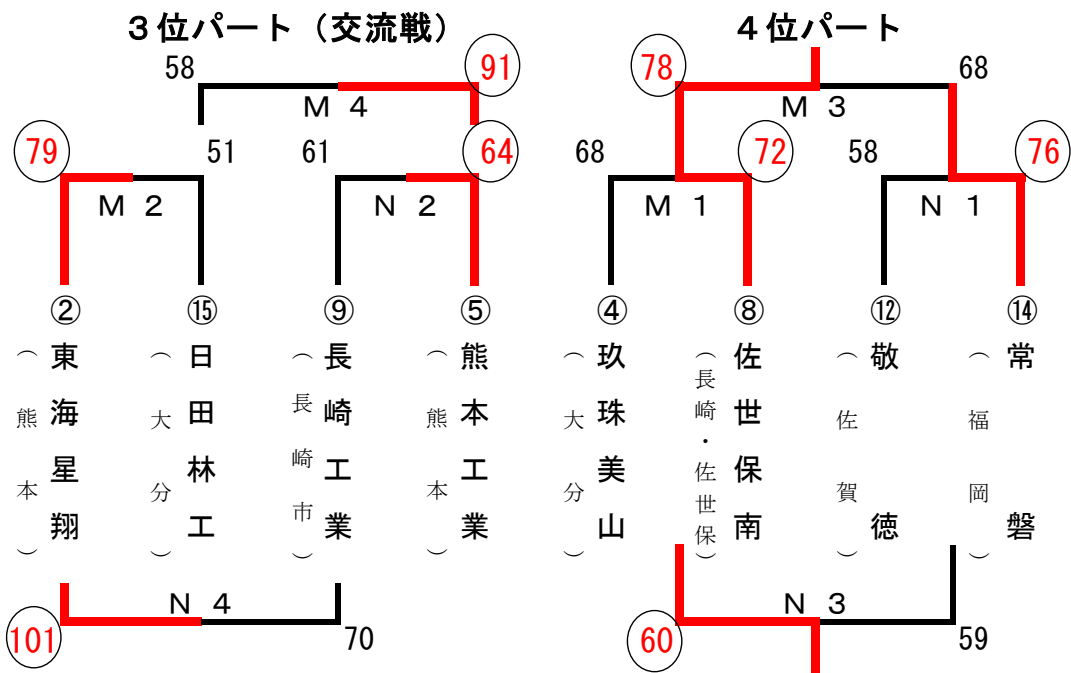 ３位パート（交流戦）
４位パート
58
91
78
68
Ｍ４
Ｍ３
79
51
61
64
68
72
58
76
Ｍ２
Ｎ２
Ｍ１
Ｎ１
②
⑮
⑨
⑤
④
⑧
⑫
⑭
東海星翔
（熊本）
日田林工
（大分）
長崎工業
（長崎市）
熊本工業
（熊本）
玖珠美山
（大分）
佐世保南
（長崎・佐世保）
敬徳
（佐賀）
常磐
（福岡）
Ｎ４
Ｎ３
101
70
60
59